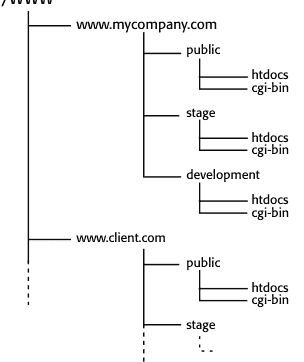 www.mycompany.com
public
htdocs
cgi-bin
stage
htdocs
cgi-bin
development
htdocs
cgi-bin
www.client.com
public
htdocs
cgi-bin
stage